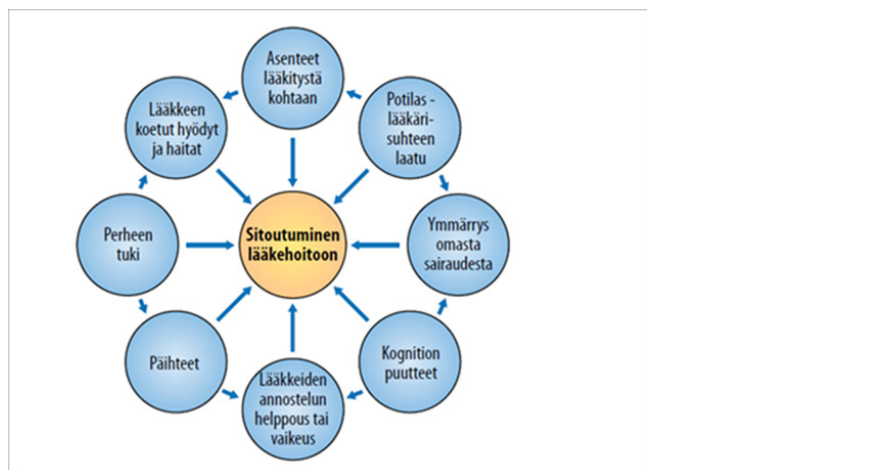 Asenteet
lääkitystä
kohtaan
Potilas -
lääkäri-
suhteen
laatu
Ymmärrys
omasta
sairaudesta
Kognition
puutteet
Lääkkeiden
annostelun
helppous tai
vaikeus
Päihteet
Perheen
tuki
Lääkkeen
koetut hyödyt
ja haitat
Sitoutuminen
lääkehoitoon